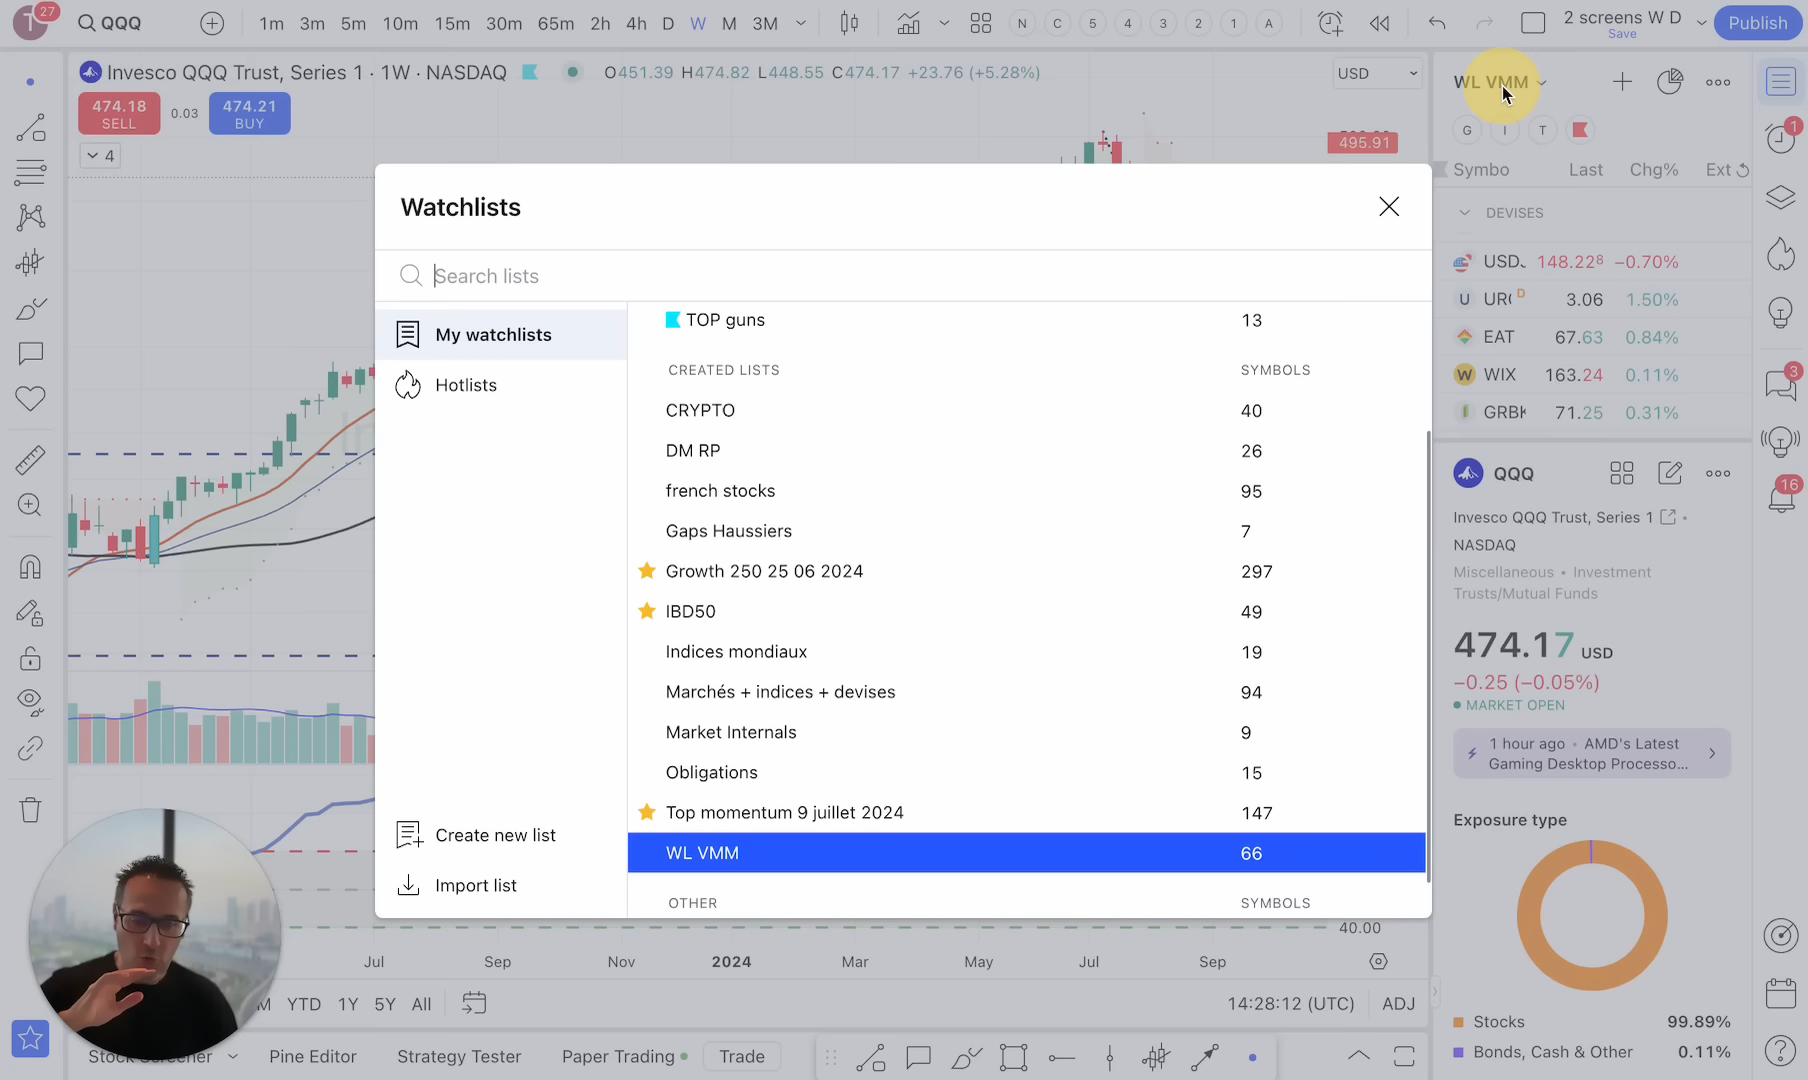 T 27
QQQ
1m 3m 5m 10m 15m 30m 65m 2h 4h D W M 3M
N C 5 4 3 2 1 A
2 screens W D
Save
Publish
Invesco QQQ Trust, Series 1 · 1W · NASDAQ
O451.39 H474.82 L448.55 C474.17 +23.76 (+5.28%)
USD
474.18
SELL
0.03
474.21
BUY
4
495.91
WL VMM
G I T
1
Symbo Last Chg% Ext
DEVISES
USDJ 148.228 −0.70%
U UR D 3.06 1.50%
EAT 67.63 0.84%
W WIX 163.24 0.11%
GRBK 71.25 0.31%
3
16
Watchlists
Search lists
My watchlists
Hotlists
Create new list
Import list
TOP guns 13
CREATED LISTS SYMBOLS
CRYPTO 40
DM RP 26
french stocks 95
Gaps Haussiers 7
Growth 250 25 06 2024 297
IBD50 49
Indices mondiaux 19
Marchés + indices + devises 94
Market Internals 9
Obligations 15
Top momentum 9 juillet 2024 147
WL VMM 66
OTHER SYMBOLS
QQQ
Invesco QQQ Trust, Series 1 •
NASDAQ
Miscellaneous • Investment
Trusts/Mutual Funds
474.17 USD
−0.25 (−0.05%)
MARKET OPEN
1 hour ago • AMD's Latest
Gaming Desktop Processo...
Exposure type
Stocks 99.89%
Bonds, Cash & Other 0.11%
40.00
Jul Sep Nov 2024 Mar May Jul Sep
M YTD 1Y 5Y All
14:28:12 (UTC) ADJ
Stock Screener Pine Editor Strategy Tester Paper Trading Trade